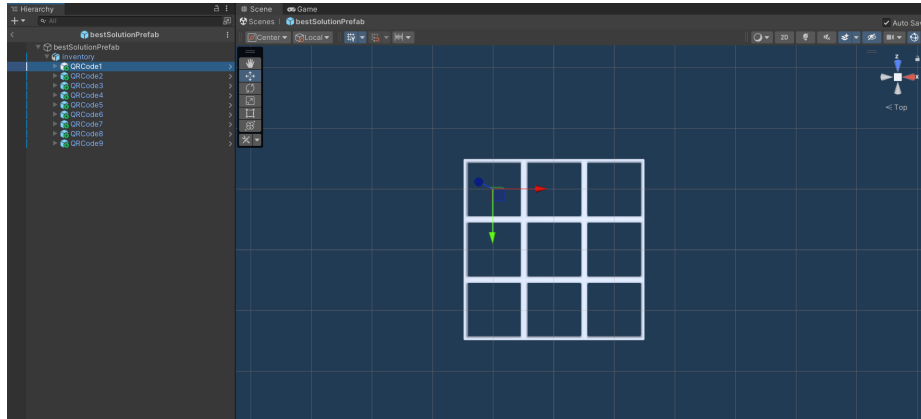 Hierarchy
Scene Game
All
Scenes bestSolutionPrefab
bestSolutionPrefab
Auto Sav
Center Local 2D
bestSolutionPrefab
inventory
QRCode1
QRCode2
QRCode3
QRCode4
QRCode5
QRCode6
QRCode7
QRCode8
QRCode9
z
x
< Top